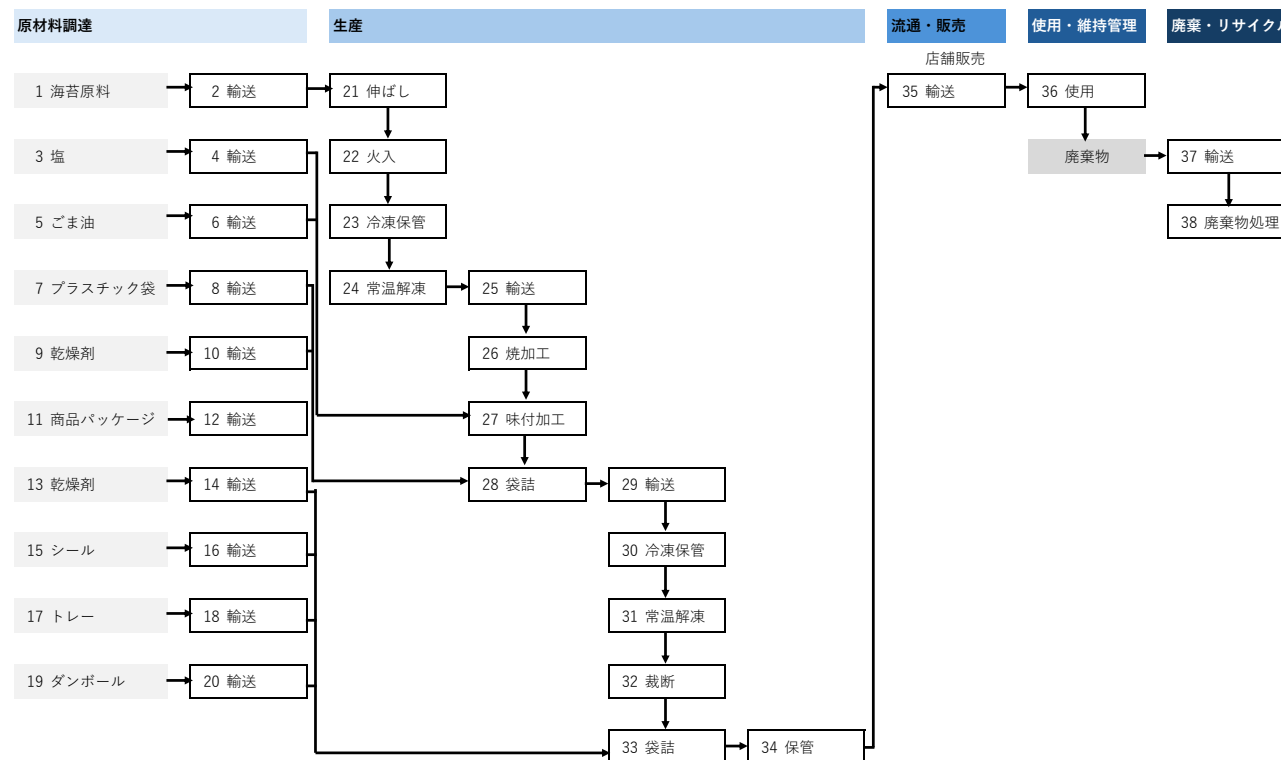 原材料調達
生産
流通・販売
使用・維持管理
廃棄・リサイクル
店舗販売
1 海苔原料
2 輸送
21 伸ばし
35 輸送
36 使用
3 塩
4 輸送
22 火入
廃棄物
37 輸送
5 ごま油
6 輸送
23 冷凍保管
38 廃棄物処理
7 プラスチック袋
8 輸送
24 常温解凍
25 輸送
9 乾燥剤
10 輸送
26 焼加工
11 商品パッケージ
12 輸送
27 味付加工
13 乾燥剤
14 輸送
28 袋詰
29 輸送
15 シール
16 輸送
30 冷凍保管
17 トレー
18 輸送
31 常温解凍
19 ダンボール
20 輸送
32 裁断
33 袋詰
34 保管